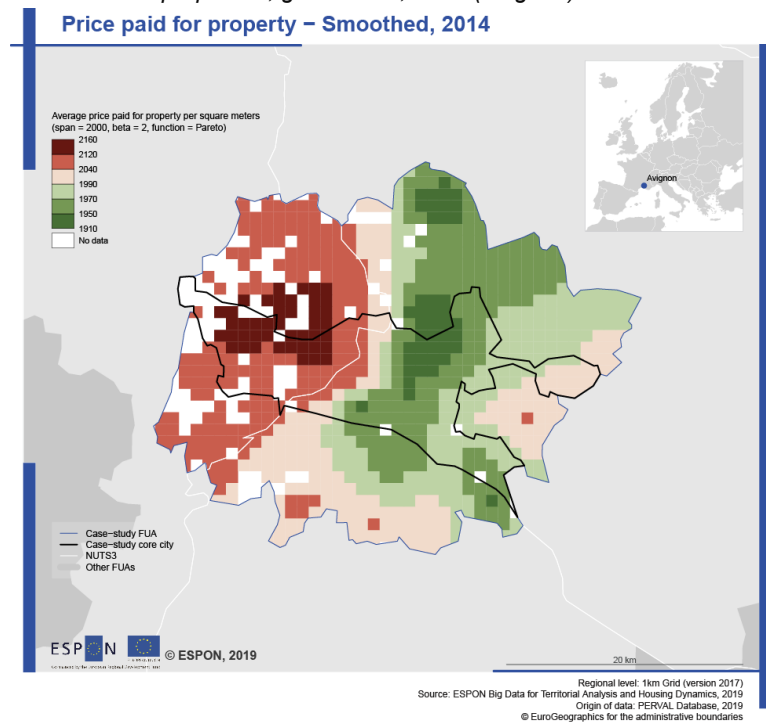 Price paid for property − Smoothed, 2014
Avignon
Average price paid for property per square meters
(span = 2000, beta = 2, function = Pareto)
2160
2120
2040
1990
1970
1950
1910
No data
Case−study FUA
Case−study core city
NUTS3
Other FUAs
ESPON
© ESPON, 2019
20 km
Regional level: 1km Grid (version 2017)
Source: ESPON Big Data for Territorial Analysis and Housing Dynamics, 2019
Origin of data: PERVAL Database, 2019
© EuroGeographics for the administrative boundaries